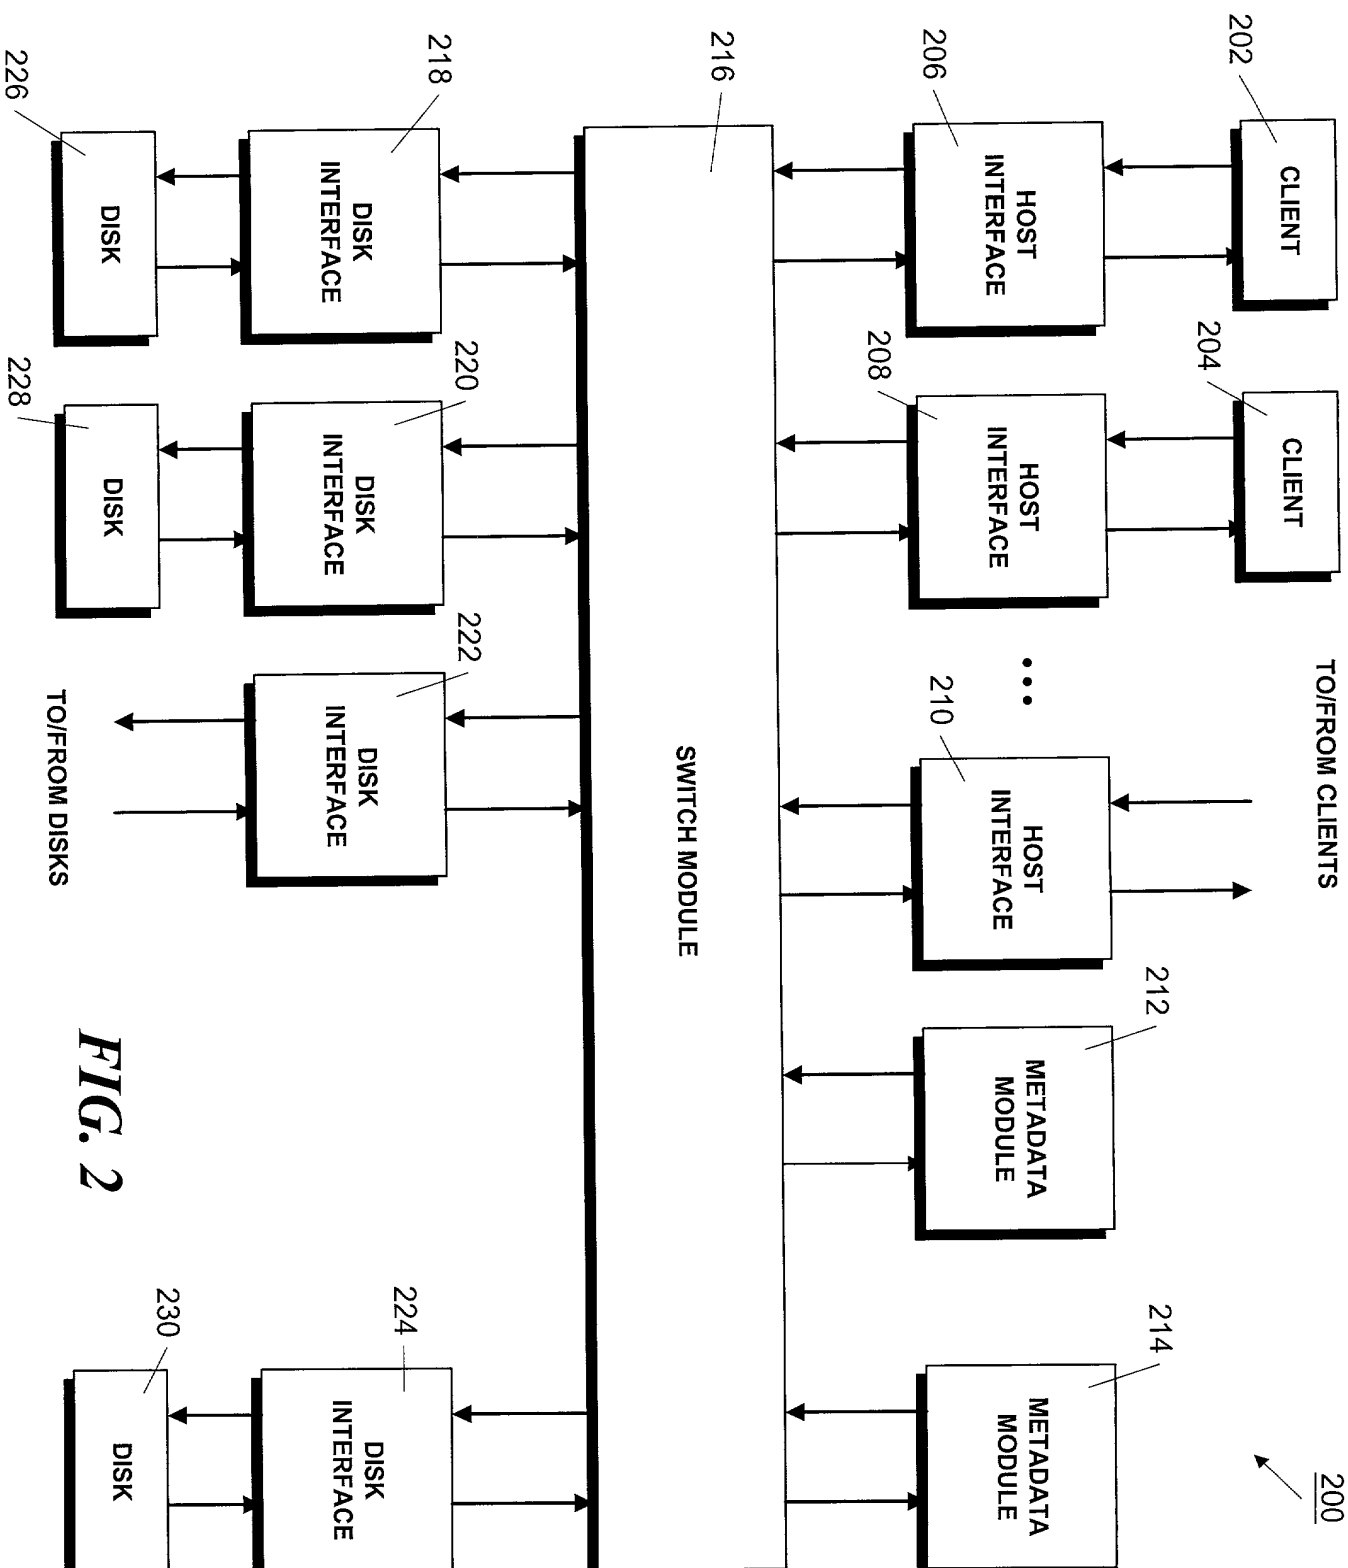 200
TO/FROM CLIENTS
202
CLIENT
204
CLIENT
206
HOST
INTERFACE
208
HOST
INTERFACE
...
210
HOST
INTERFACE
212
METADATA
MODULE
214
METADATA
MODULE
216
SWITCH MODULE
218
DISK
INTERFACE
220
DISK
INTERFACE
222
DISK
INTERFACE
224
DISK
INTERFACE
226
DISK
228
DISK
TO/FROM DISKS
230
DISK
FIG. 2